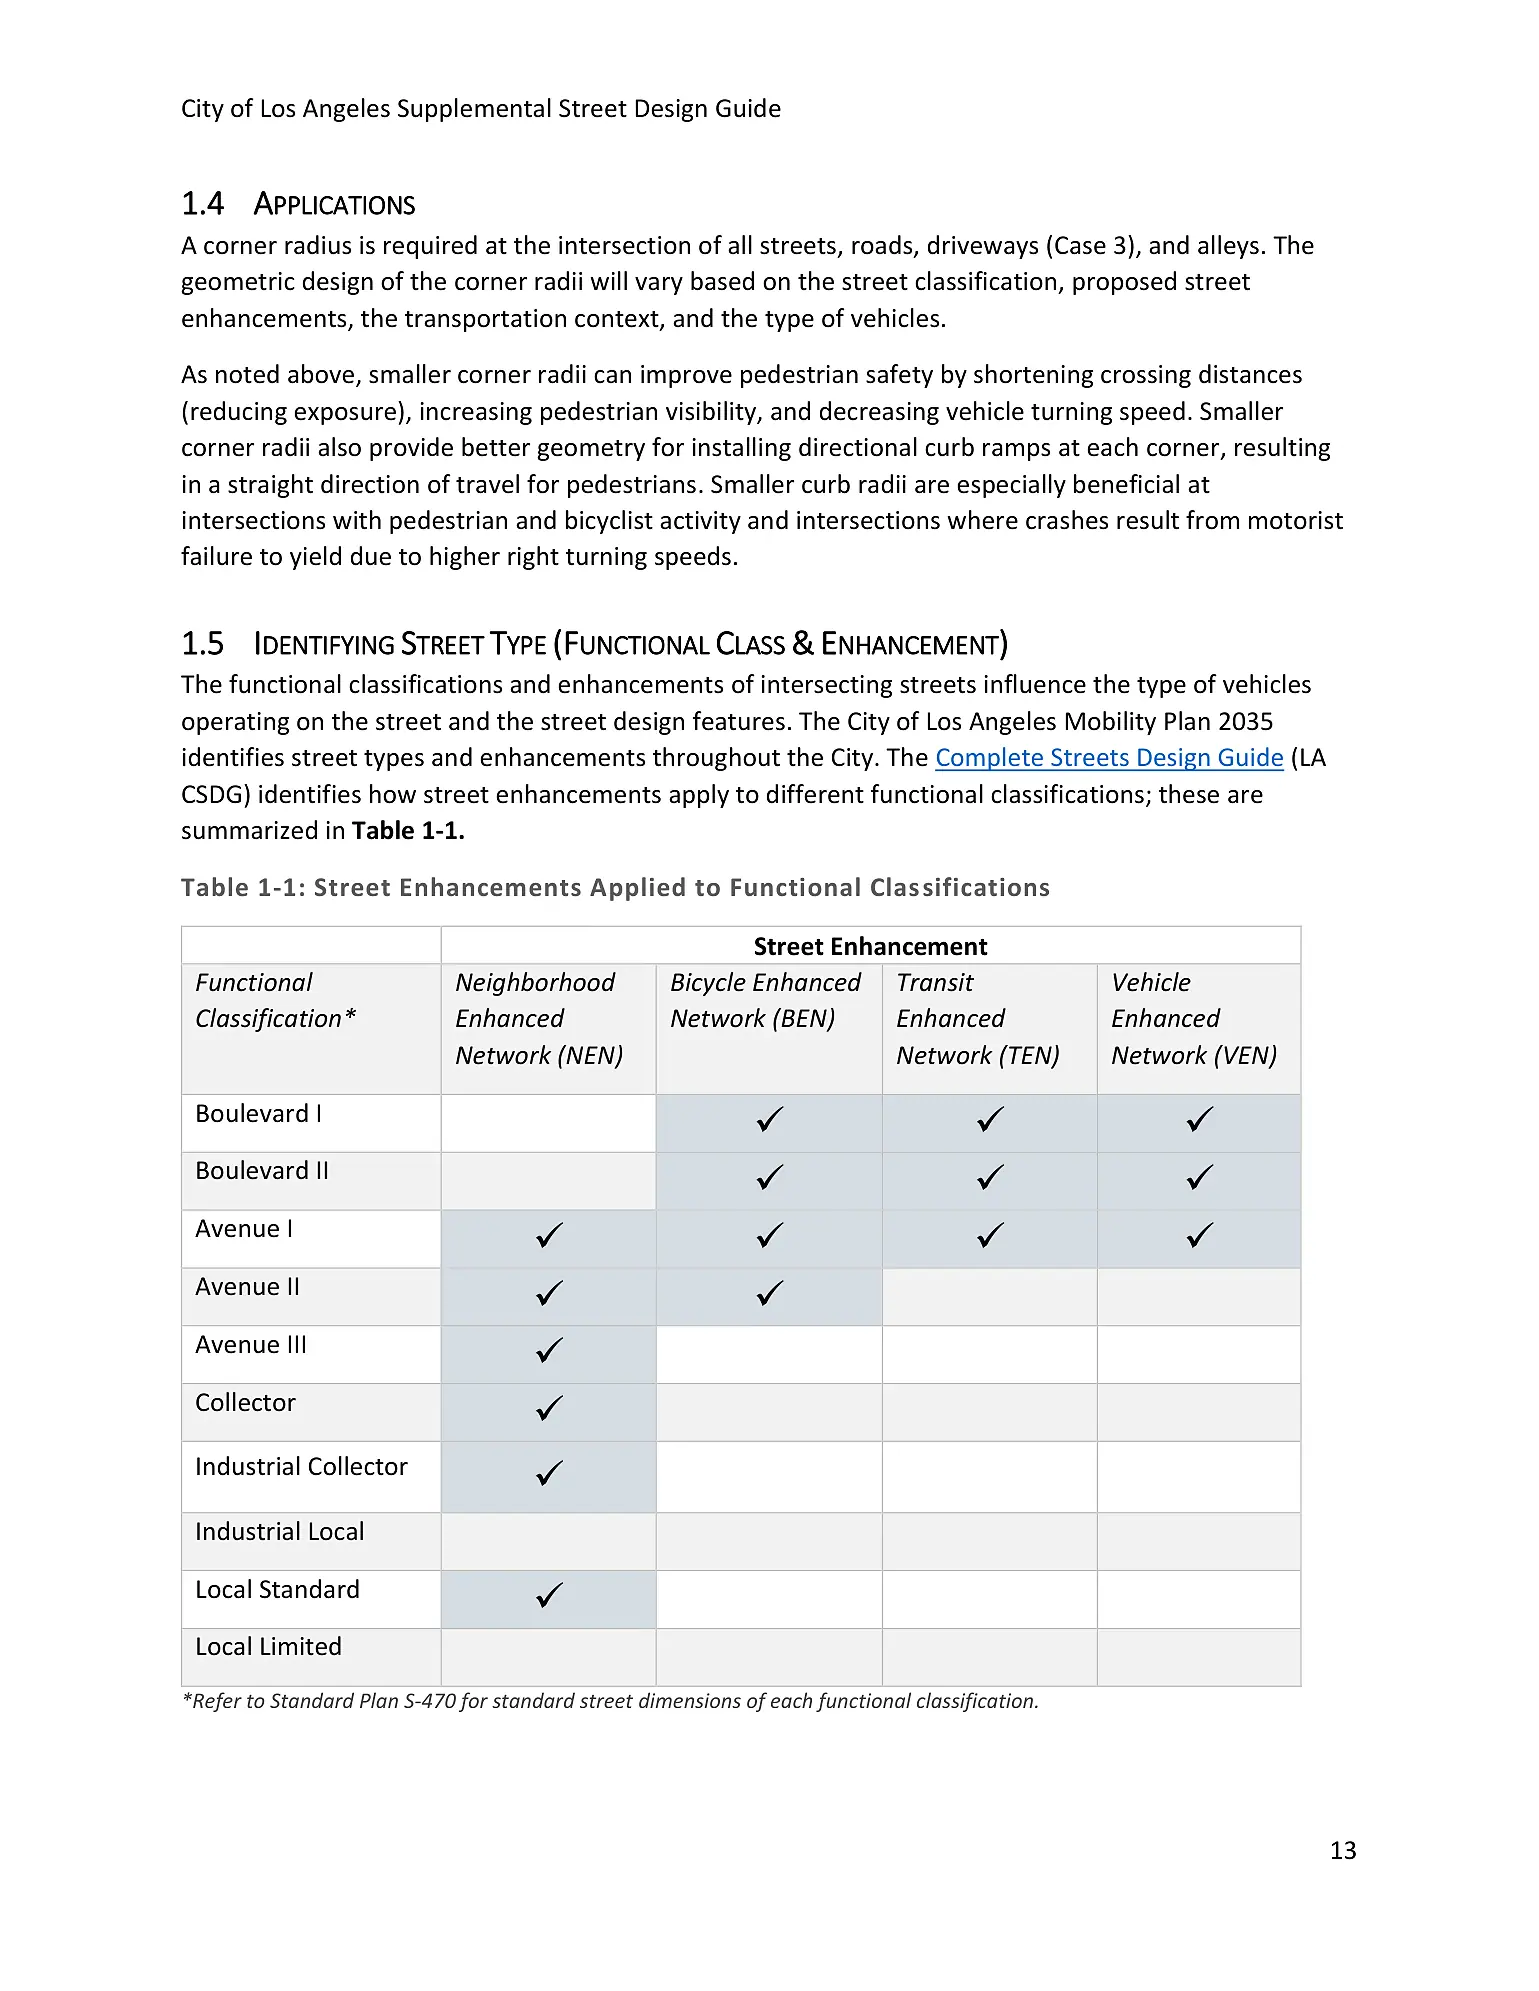 City of Los Angeles Supplemental Street Design Guide
1.4 APPLICATIONS
A corner radius is required at the intersection of all streets, roads, driveways (Case 3), and alleys. The
geometric design of the corner radii will vary based on the street classification, proposed street
enhancements, the transportation context, and the type of vehicles.
As noted above, smaller corner radii can improve pedestrian safety by shortening crossing distances
(reducing exposure), increasing pedestrian visibility, and decreasing vehicle turning speed. Smaller
corner radii also provide better geometry for installing directional curb ramps at each corner, resulting
in a straight direction of travel for pedestrians. Smaller curb radii are especially beneficial at
intersections with pedestrian and bicyclist activity and intersections where crashes result from motorist
failure to yield due to higher right turning speeds.
1.5 IDENTIFYING STREET TYPE (FUNCTIONAL CLASS & ENHANCEMENT)
The functional classifications and enhancements of intersecting streets influence the type of vehicles
operating on the street and the street design features. The City of Los Angeles Mobility Plan 2035
identifies street types and enhancements throughout the City. The Complete Streets Design Guide (LA
CSDG) identifies how street enhancements apply to different functional classifications; these are
summarized in Table 1-1.
Table 1-1: Street Enhancements Applied to Functional Classifications
Street Enhancement
Functional Classification*
Neighborhood Enhanced Network (NEN)
Bicycle Enhanced Network (BEN)
Transit Enhanced Network (TEN)
Vehicle Enhanced Network (VEN)
Boulevard I ✓ ✓ ✓
Boulevard II ✓ ✓ ✓
Avenue I ✓ ✓ ✓ ✓
Avenue II ✓ ✓
Avenue III ✓
Collector ✓
Industrial Collector ✓
Industrial Local
Local Standard ✓
Local Limited
*Refer to Standard Plan S-470 for standard street dimensions of each functional classification.
13